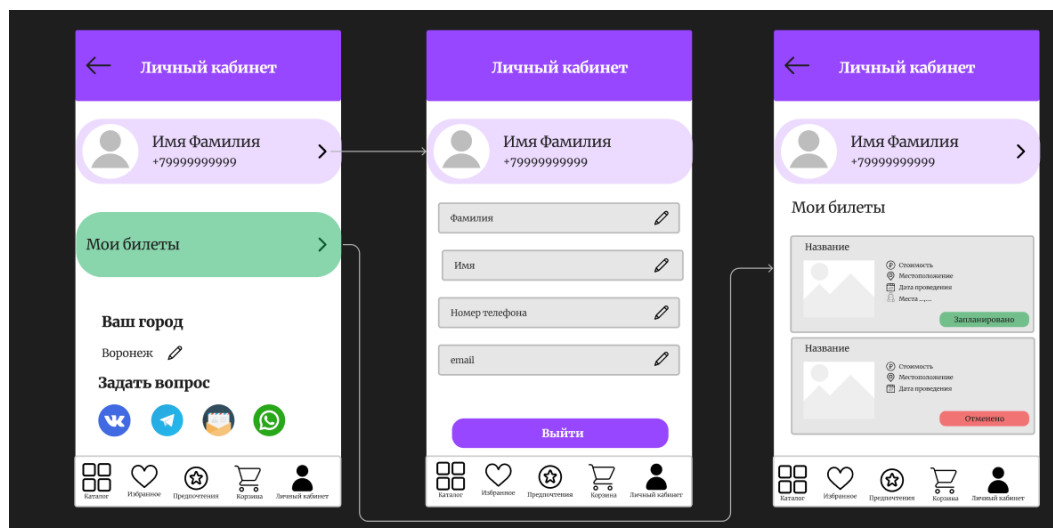 Личный кабинет
Имя Фамилия
+79999999999
Мои билеты
Ваш город
Воронеж
Задать вопрос
Каталог
Избранное
Предпочтения
Корзина
Личный кабинет
Личный кабинет
Имя Фамилия
+79999999999
Фамилия
Имя
Номер телефона
email
Выйти
Каталог
Избранное
Предпочтения
Корзина
Личный кабинет
Личный кабинет
Имя Фамилия
+79999999999
Мои билеты
Название
Стоимость
Местоположение
Дата проведения
Места ...,....
Запланировано
Название
Стоимость
Местоположение
Дата проведения
Отменено
Каталог
Избранное
Предпочтения
Корзина
Личный кабинет